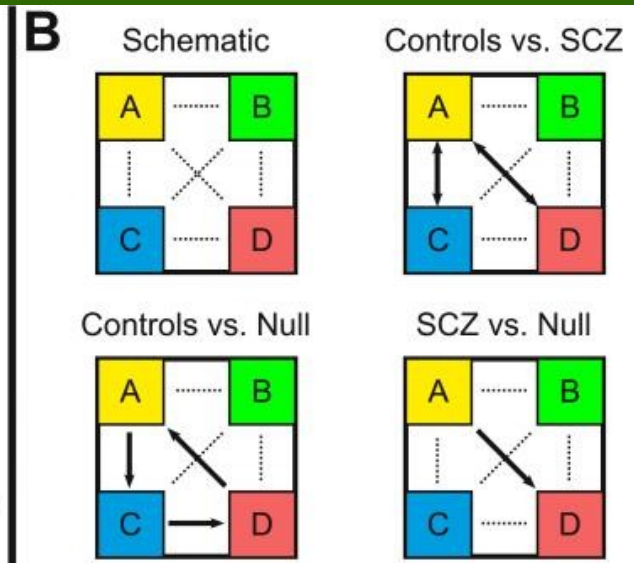 B
Schematic
A B
C D
Controls vs. SCZ
A B
C D
Controls vs. Null
A B
C D
SCZ vs. Null
A B
C D